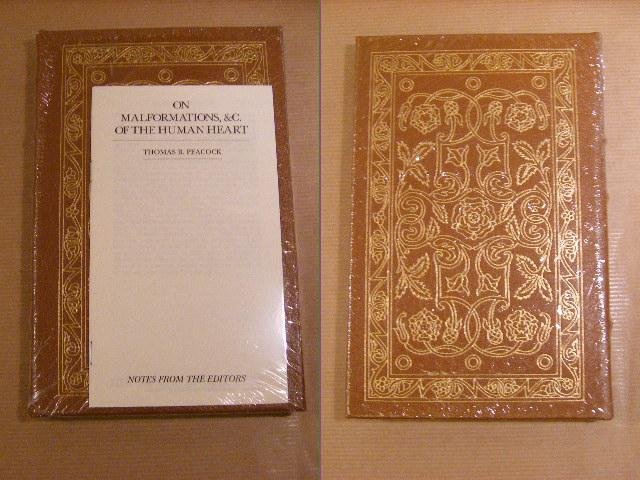 ON
MALFORMATIONS, &C.
OF THE HUMAN HEART
THOMAS B. PEACOCK
NOTES FROM THE EDITORS